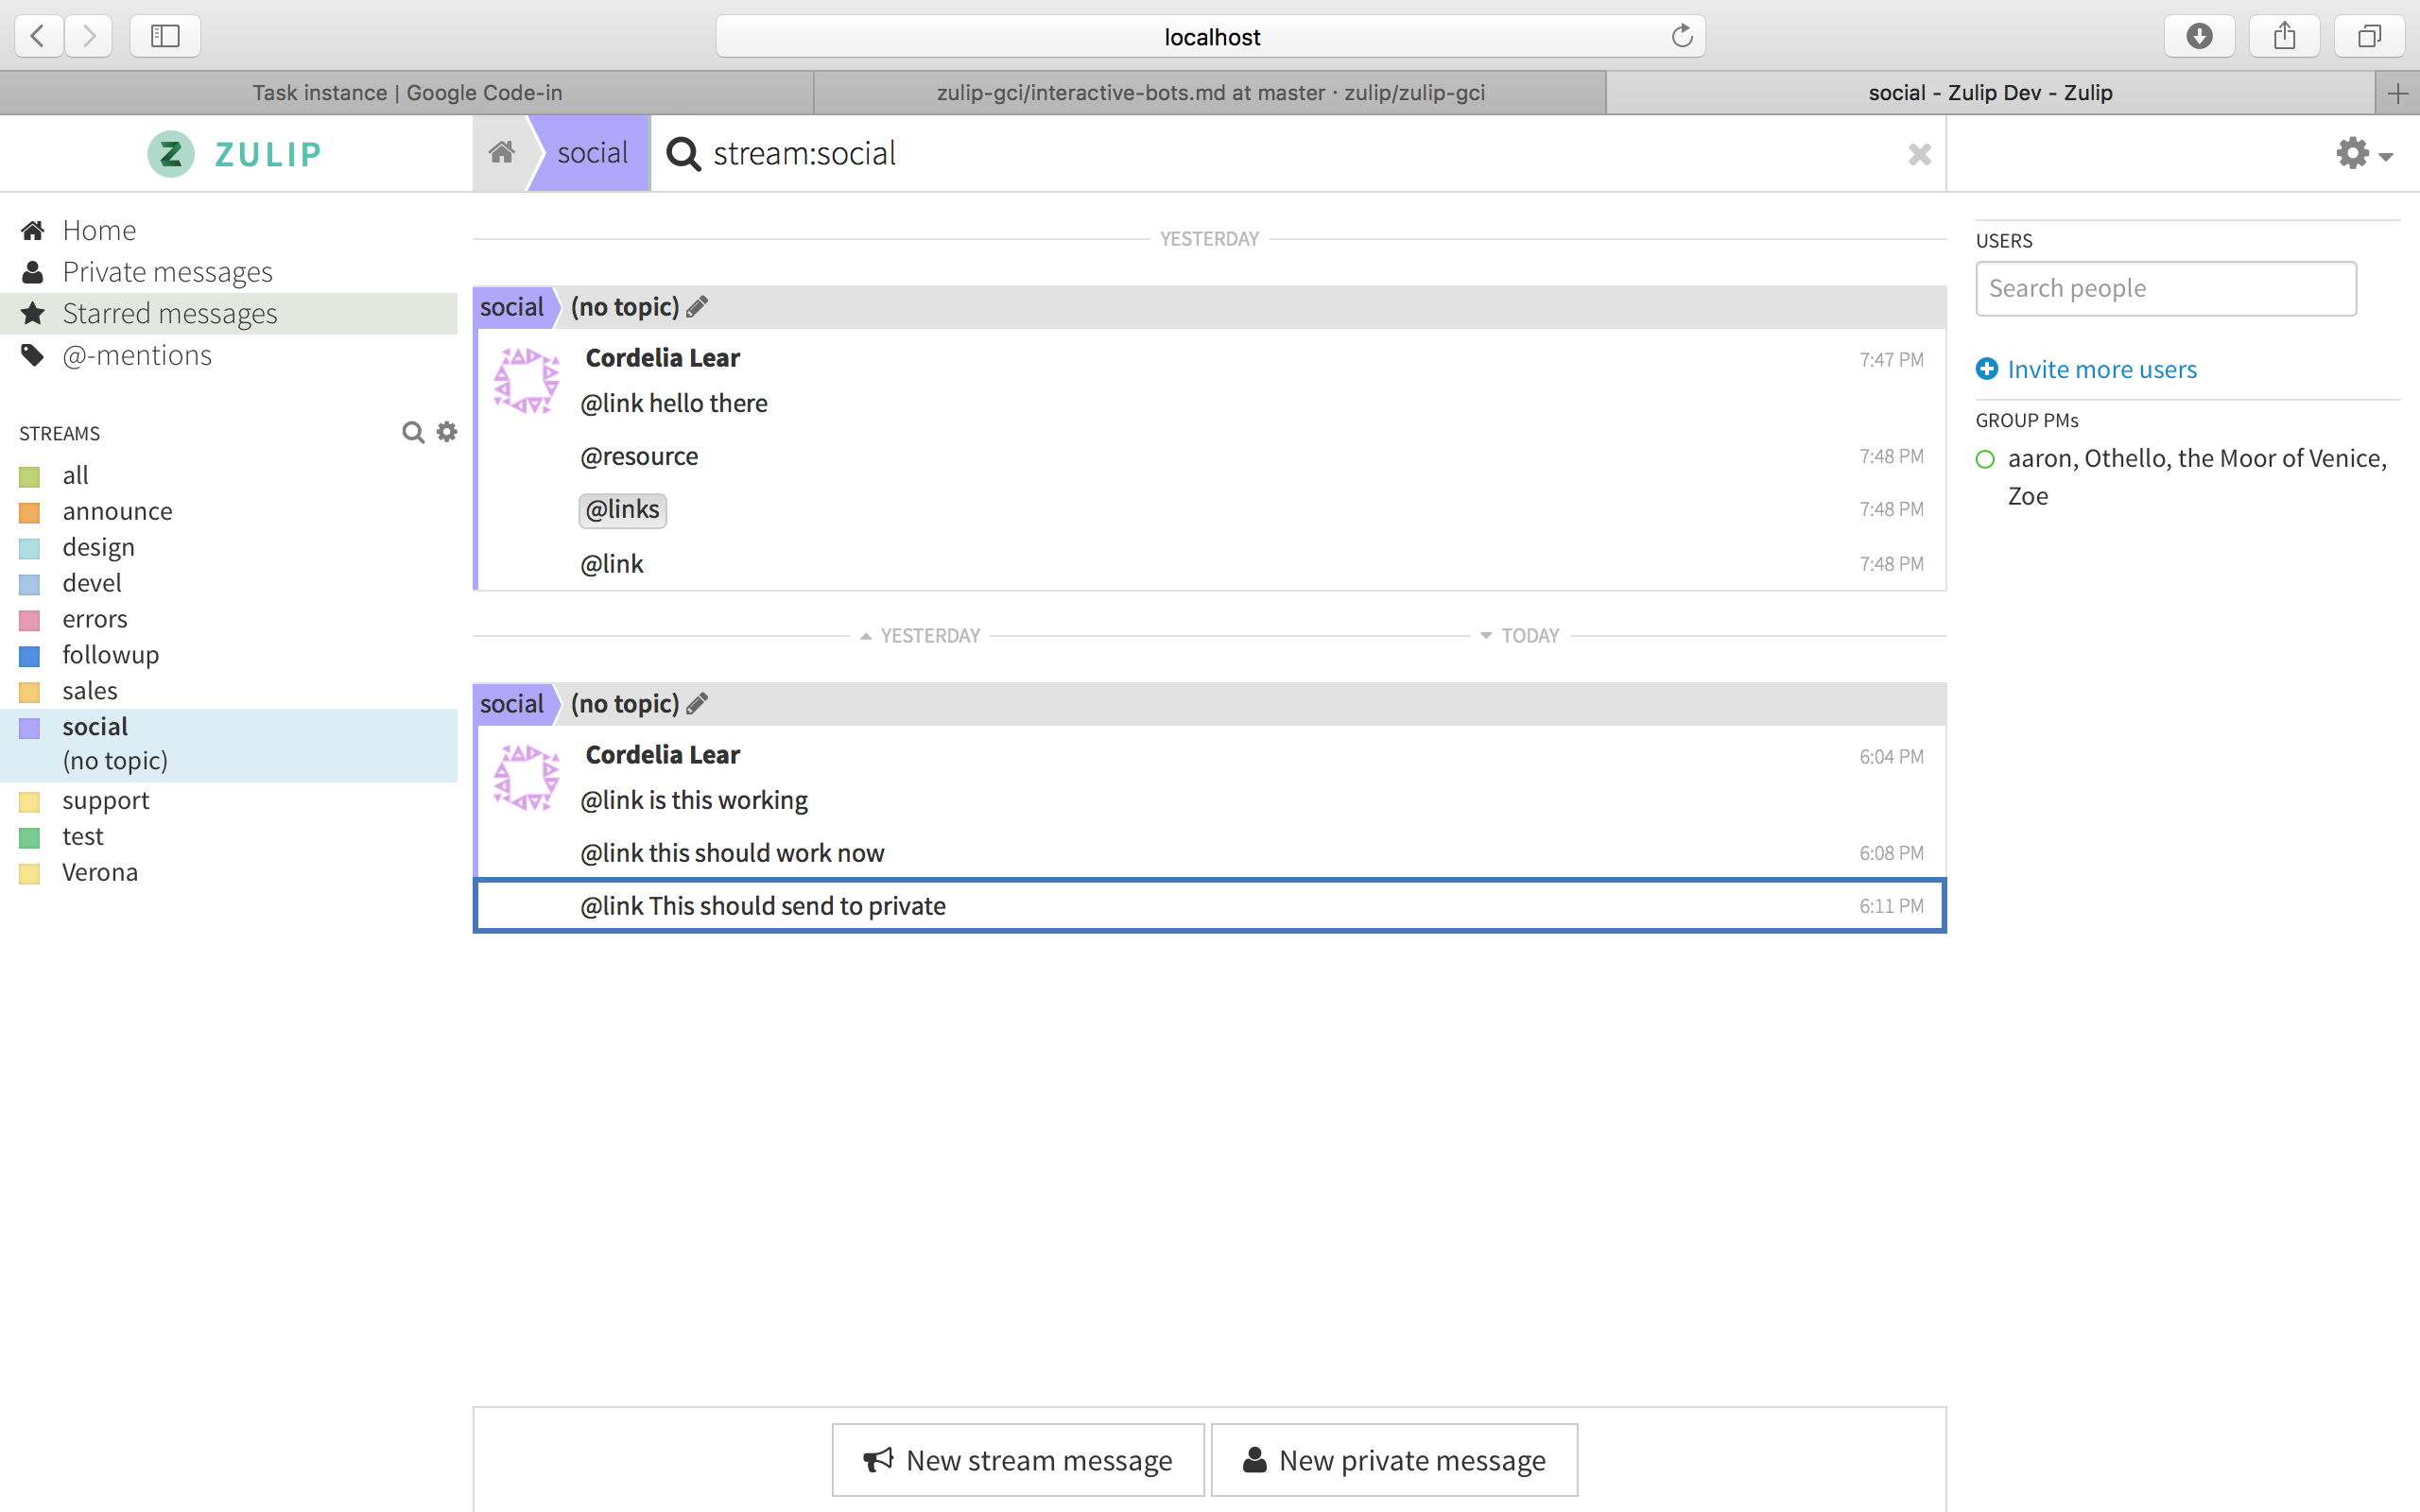 localhost
Task instance | Google Code-in
zulip-gci/interactive-bots.md at master · zulip/zulip-gci
social - Zulip Dev - Zulip
ZULIP
social
stream:social
Home
Private messages
Starred messages
@-mentions
STREAMS
all
announce
design
devel
errors
followup
sales
social
(no topic)
support
test
Verona
YESTERDAY
social (no topic)
Cordelia Lear 7:47 PM
@link hello there
@resource 7:48 PM
@links 7:48 PM
@link 7:48 PM
YESTERDAY TODAY
social (no topic)
Cordelia Lear 6:04 PM
@link is this working
@link this should work now 6:08 PM
@link This should send to private 6:11 PM
New stream message
New private message
USERS
Search people
Invite more users
GROUP PMs
aaron, Othello, the Moor of Venice,
Zoe